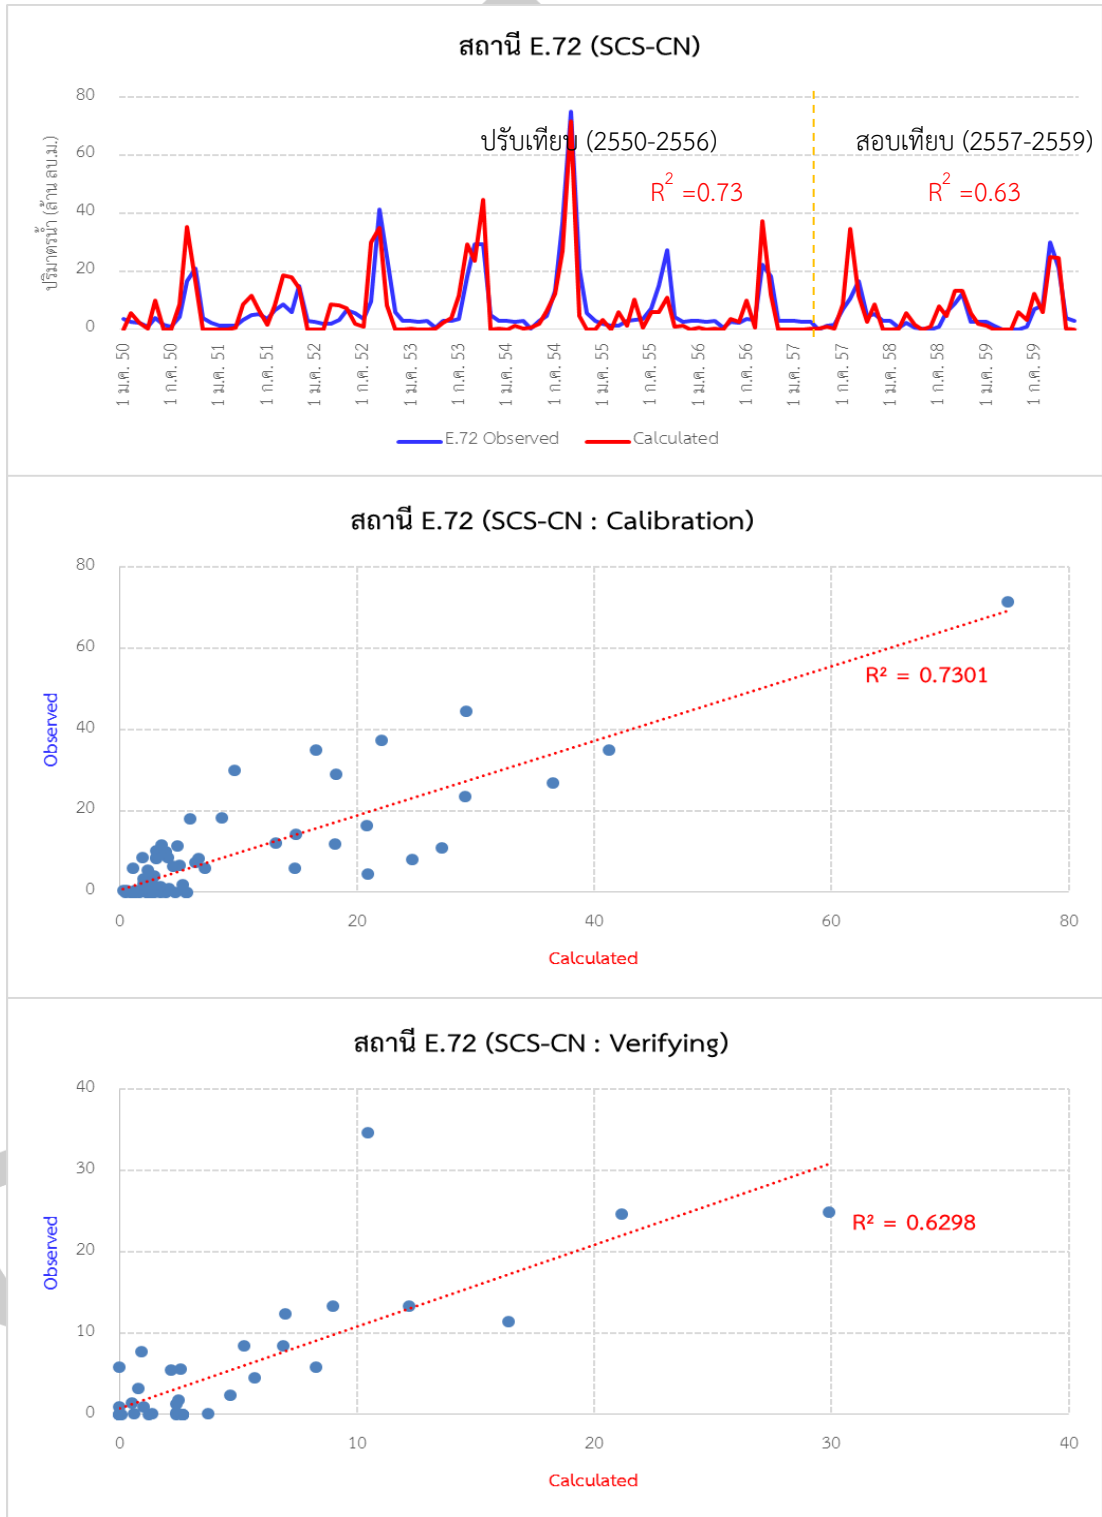 สถานี E.72 (SCS-CN)
80
60
40
20
0
ปริมาตรน้ำ (ล้าน ลบ.ม.)
ปรับเทียบ (2550-2556)
R² =0.73
สอบเทียบ (2557-2559)
R² =0.63
1 ม.ค. 50
1 ก.ค. 50
1 ม.ค. 51
1 ก.ค. 51
1 ม.ค. 52
1 ก.ค. 52
1 ม.ค. 53
1 ก.ค. 53
1 ม.ค. 54
1 ก.ค. 54
1 ม.ค. 55
1 ก.ค. 55
1 ม.ค. 56
1 ก.ค. 56
1 ม.ค. 57
1 ก.ค. 57
1 ม.ค. 58
1 ก.ค. 58
1 ม.ค. 59
1 ก.ค. 59
E.72 Observed Calculated
สถานี E.72 (SCS-CN : Calibration)
80
60
40
20
0
Observed
R² = 0.7301
0 20 40 60 80
Calculated
สถานี E.72 (SCS-CN : Verifying)
40
30
20
10
0
Observed
R² = 0.6298
0 10 20 30 40
Calculated